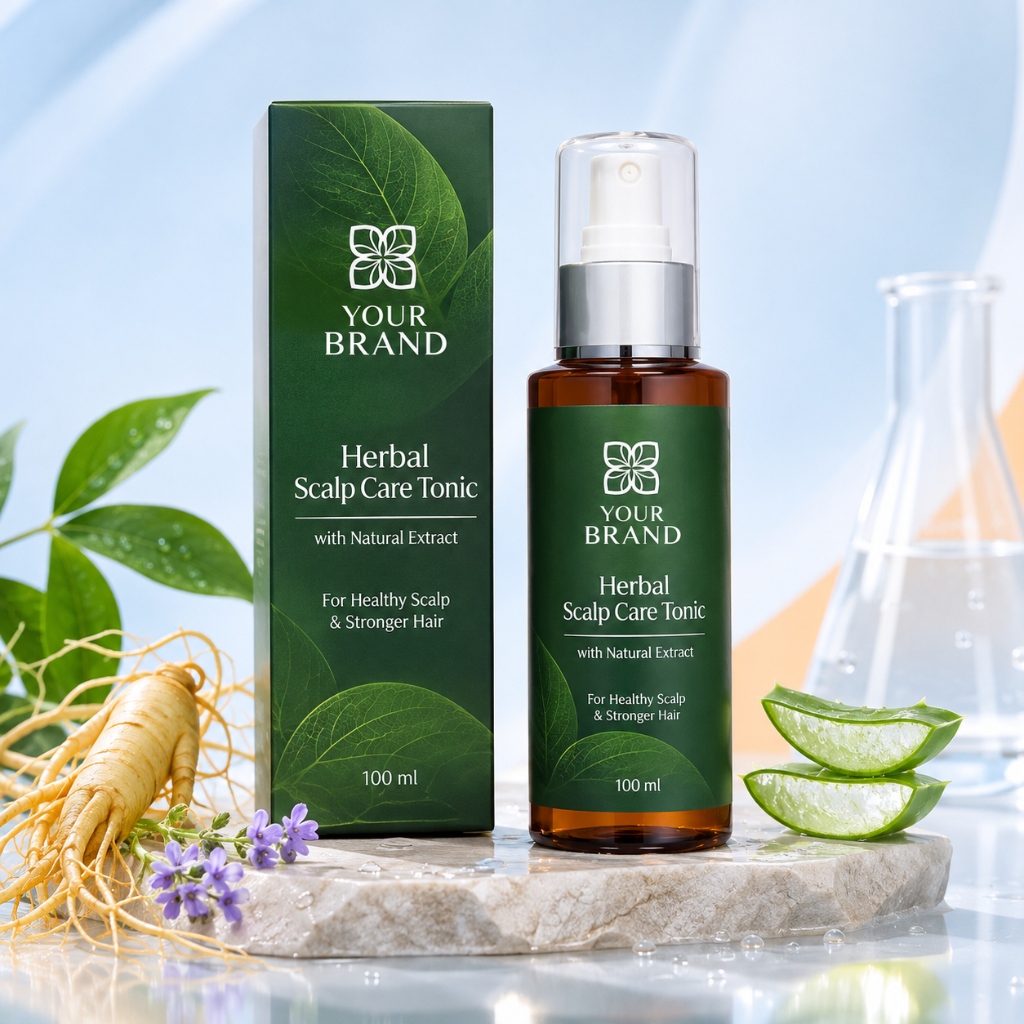 YOUR
BRAND
Herbal
Scalp Care Tonic
with Natural Extract
For Healthy Scalp
& Stronger Hair
100 ml
YOUR
BRAND
Herbal
Scalp Care Tonic
with Natural Extract
For Healthy Scalp
& Stronger Hair
100 ml